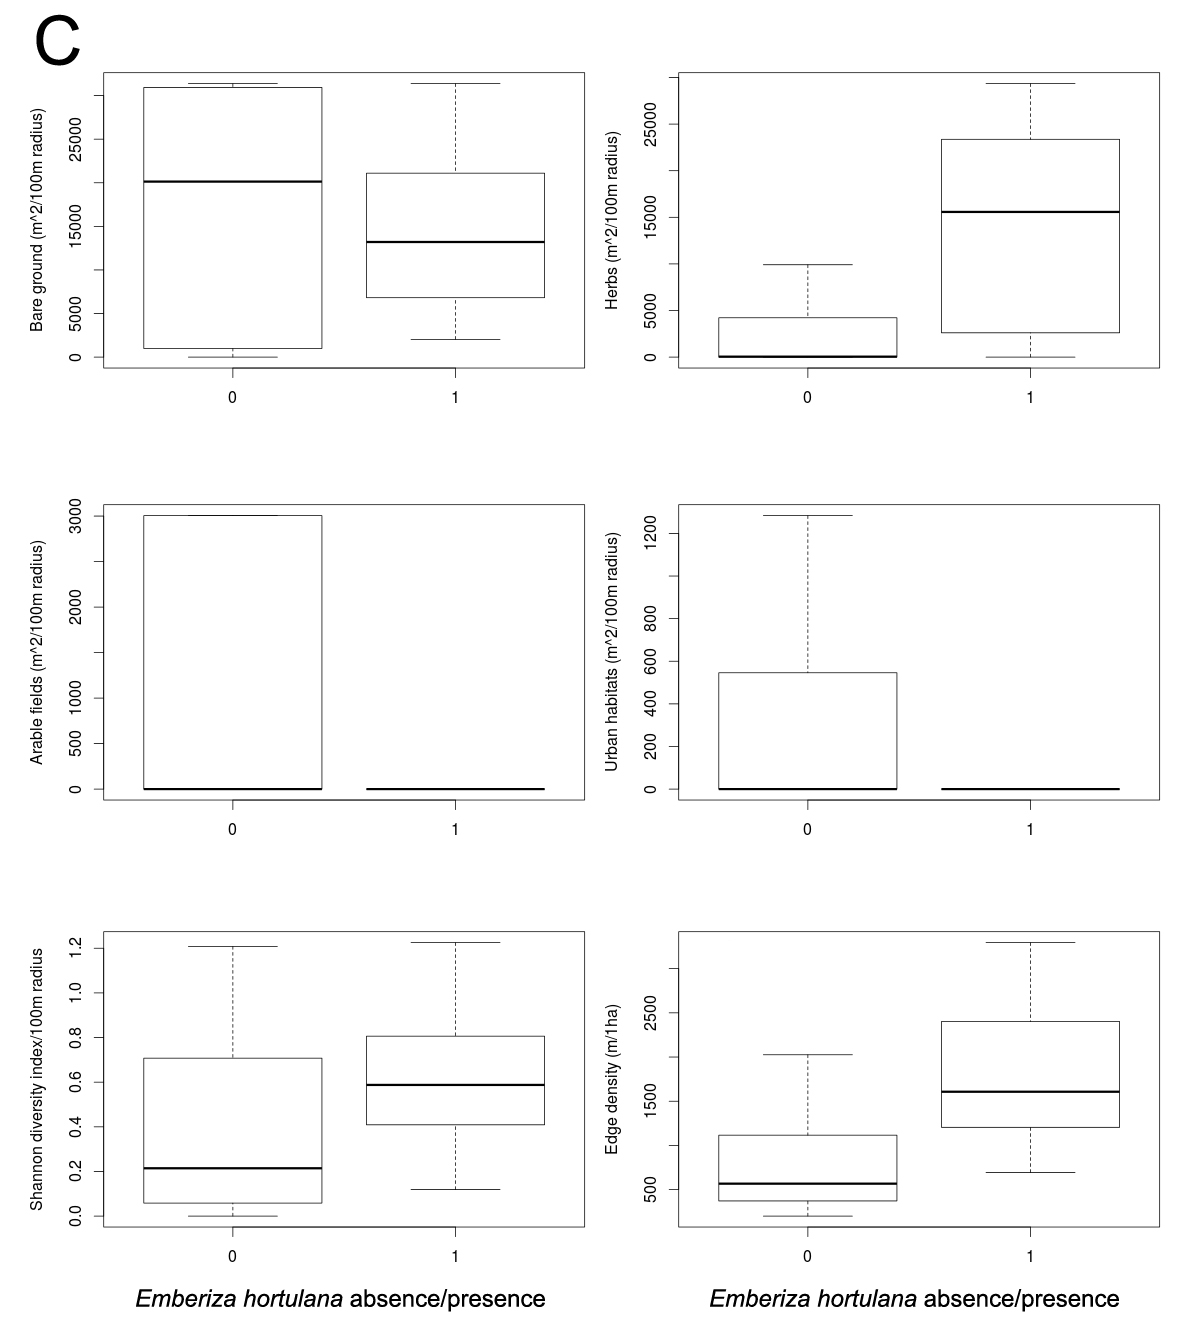 C
Bare ground (m^2/100m radius)
0 5000 15000 25000
0 1
Herbs (m^2/100m radius)
0 5000 15000 25000
0 1
Arable fields (m^2/100m radius)
0 500 1000 2000 3000
0 1
Urban habitats (m^2/100m radius)
0 200 400 600 800 1200
0 1
Shannon diversity index/100m radius
0.0 0.2 0.4 0.6 0.8 1.0 1.2
0 1
Emberiza hortulana absence/presence
Edge density (m/1ha)
500 1500 2500
0 1
Emberiza hortulana absence/presence